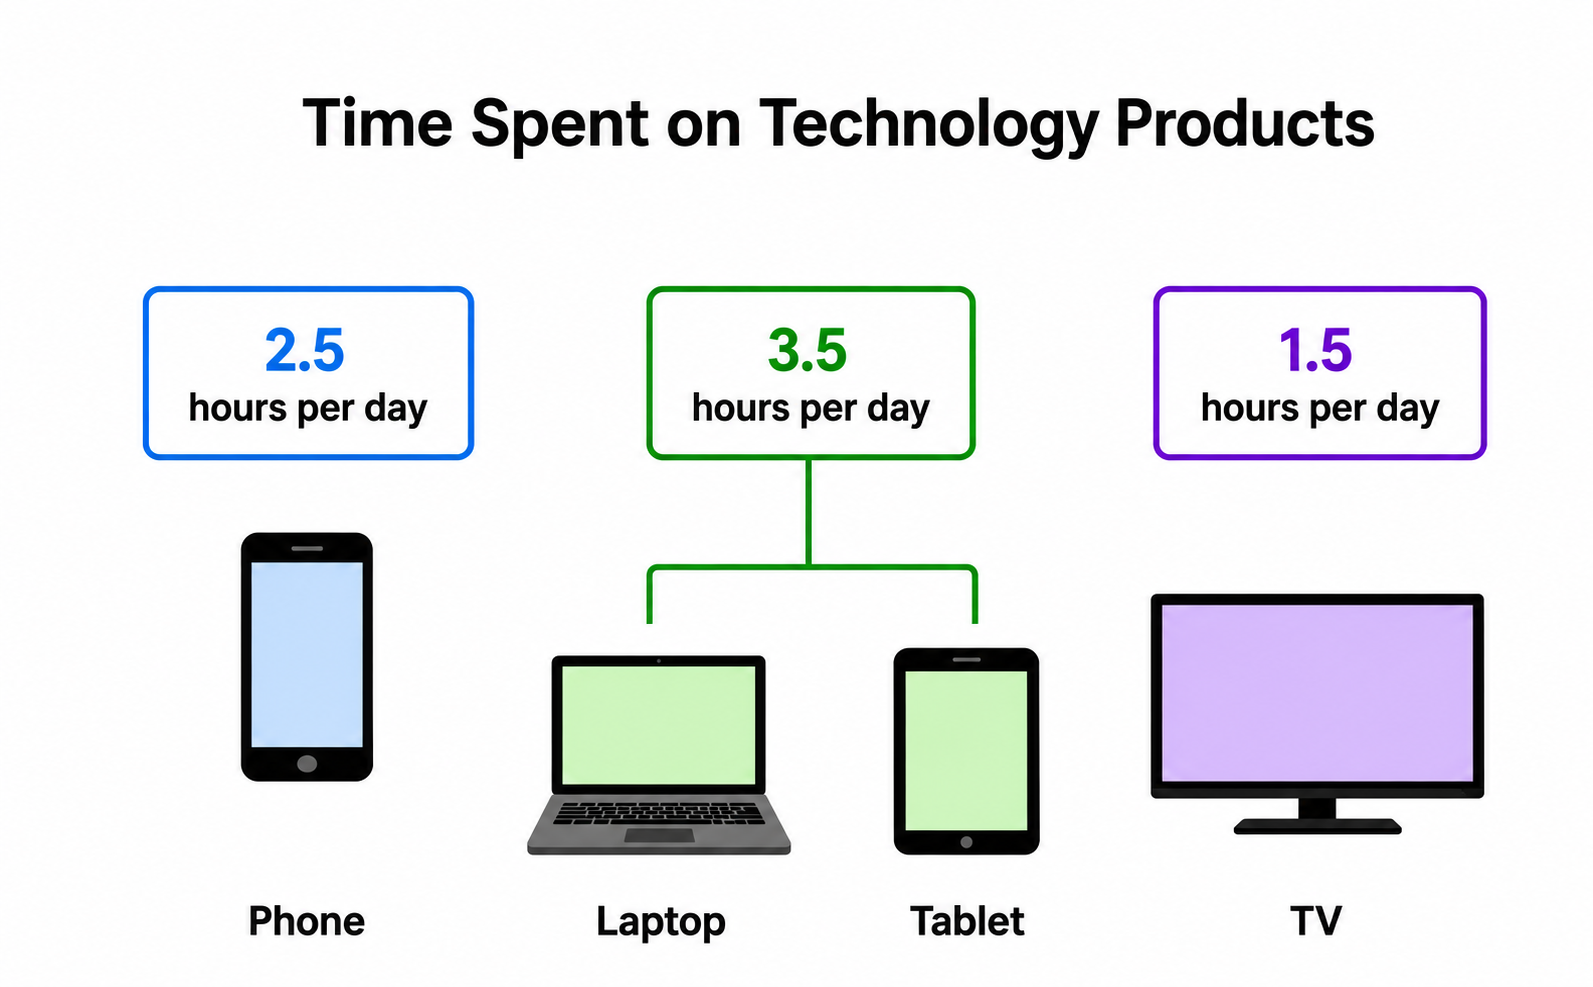 Time Spent on Technology Products
2.5
hours per day
3.5
hours per day
1.5
hours per day
Phone
Laptop
Tablet
TV